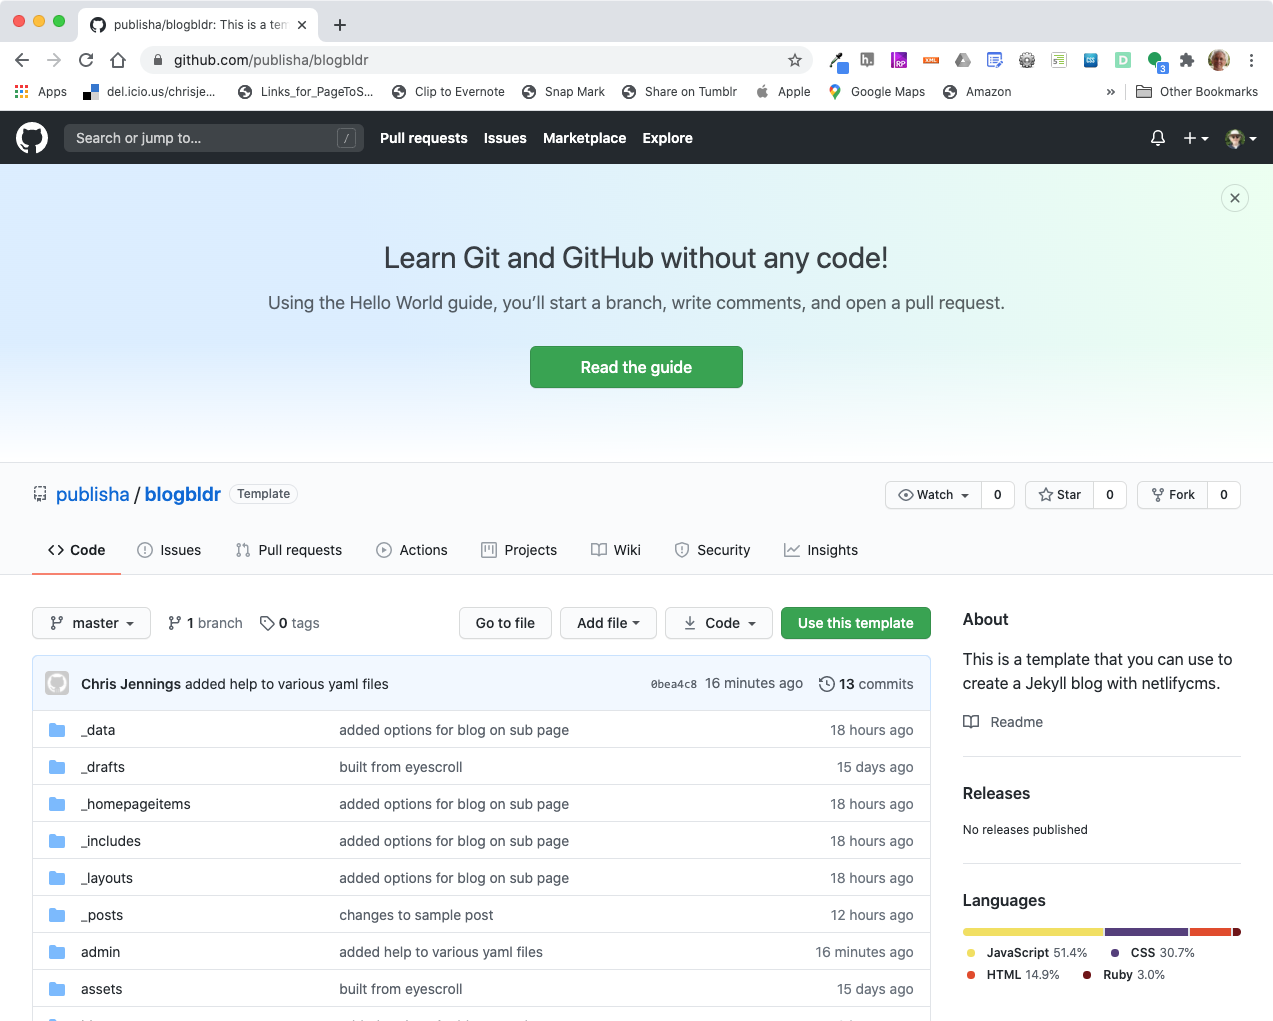 publisha/blogbldr: This is a tem
github.com/publisha/blogbldr
Apps del.icio.us/chrisje... Links_for_PageToS... Clip to Evernote Snap Mark Share on Tumblr Apple Google Maps Amazon » Other Bookmarks
Search or jump to... / Pull requests Issues Marketplace Explore
Learn Git and GitHub without any code!
Using the Hello World guide, you’ll start a branch, write comments, and open a pull request.
Read the guide
publisha / blogbldr Template
Watch 0 Star 0 Fork 0
Code Issues Pull requests Actions Projects Wiki Security Insights
master 1 branch 0 tags Go to file Add file Code Use this template
Chris Jennings added help to various yaml files 0bea4c8 16 minutes ago 13 commits
_data added options for blog on sub page 18 hours ago
_drafts built from eyescroll 15 days ago
_homepageitems added options for blog on sub page 18 hours ago
_includes added options for blog on sub page 18 hours ago
_layouts added options for blog on sub page 18 hours ago
_posts changes to sample post 12 hours ago
admin added help to various yaml files 16 minutes ago
assets built from eyescroll 15 days ago
About
This is a template that you can use to
create a Jekyll blog with netlifycms.
Readme
Releases
No releases published
Languages
JavaScript 51.4% CSS 30.7%
HTML 14.9% Ruby 3.0%